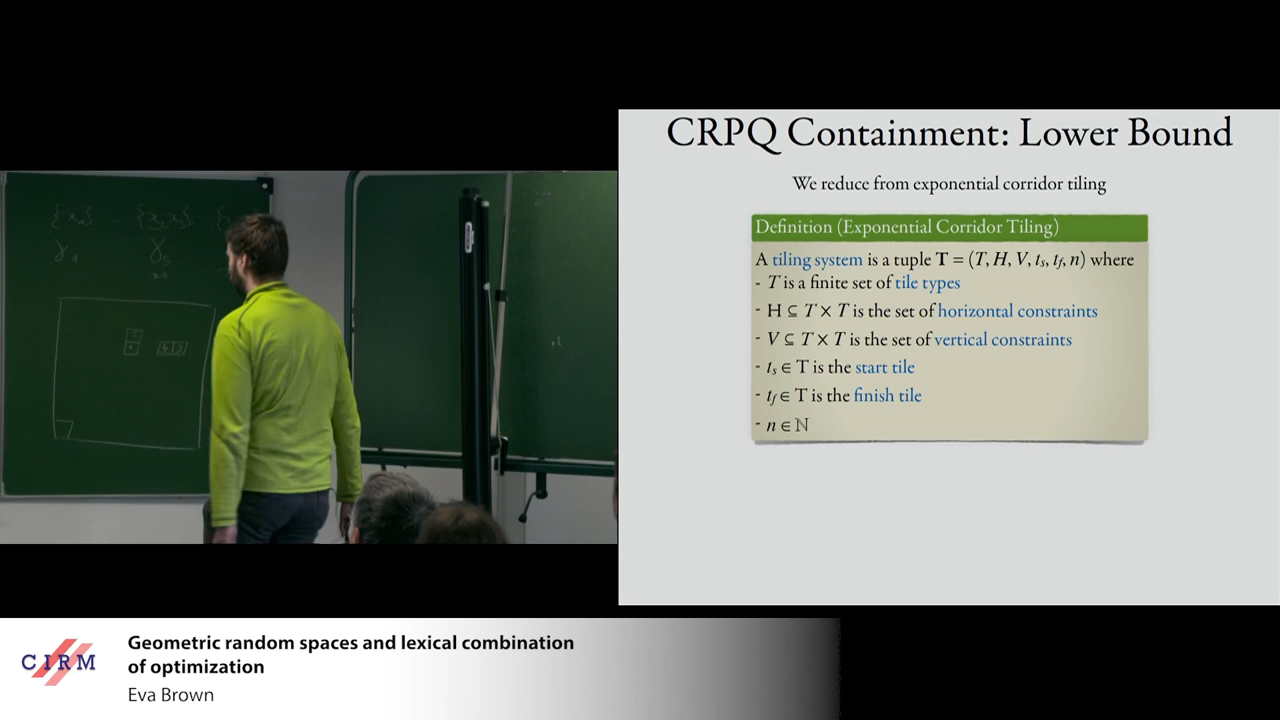 CRPQ Containment: Lower Bound
We reduce from exponential corridor tiling
Definition (Exponential Corridor Tiling)
A tiling system is a tuple T = (T, H, V, tₛ, t_f, n) where
- T is a finite set of tile types
- H ⊆ T × T is the set of horizontal constraints
- V ⊆ T × T is the set of vertical constraints
- tₛ ∈ T is the start tile
- t_f ∈ T is the finish tile
- n ∈ ℕ
CIRM
Geometric random spaces and lexical combination
of optimization
Eva Brown